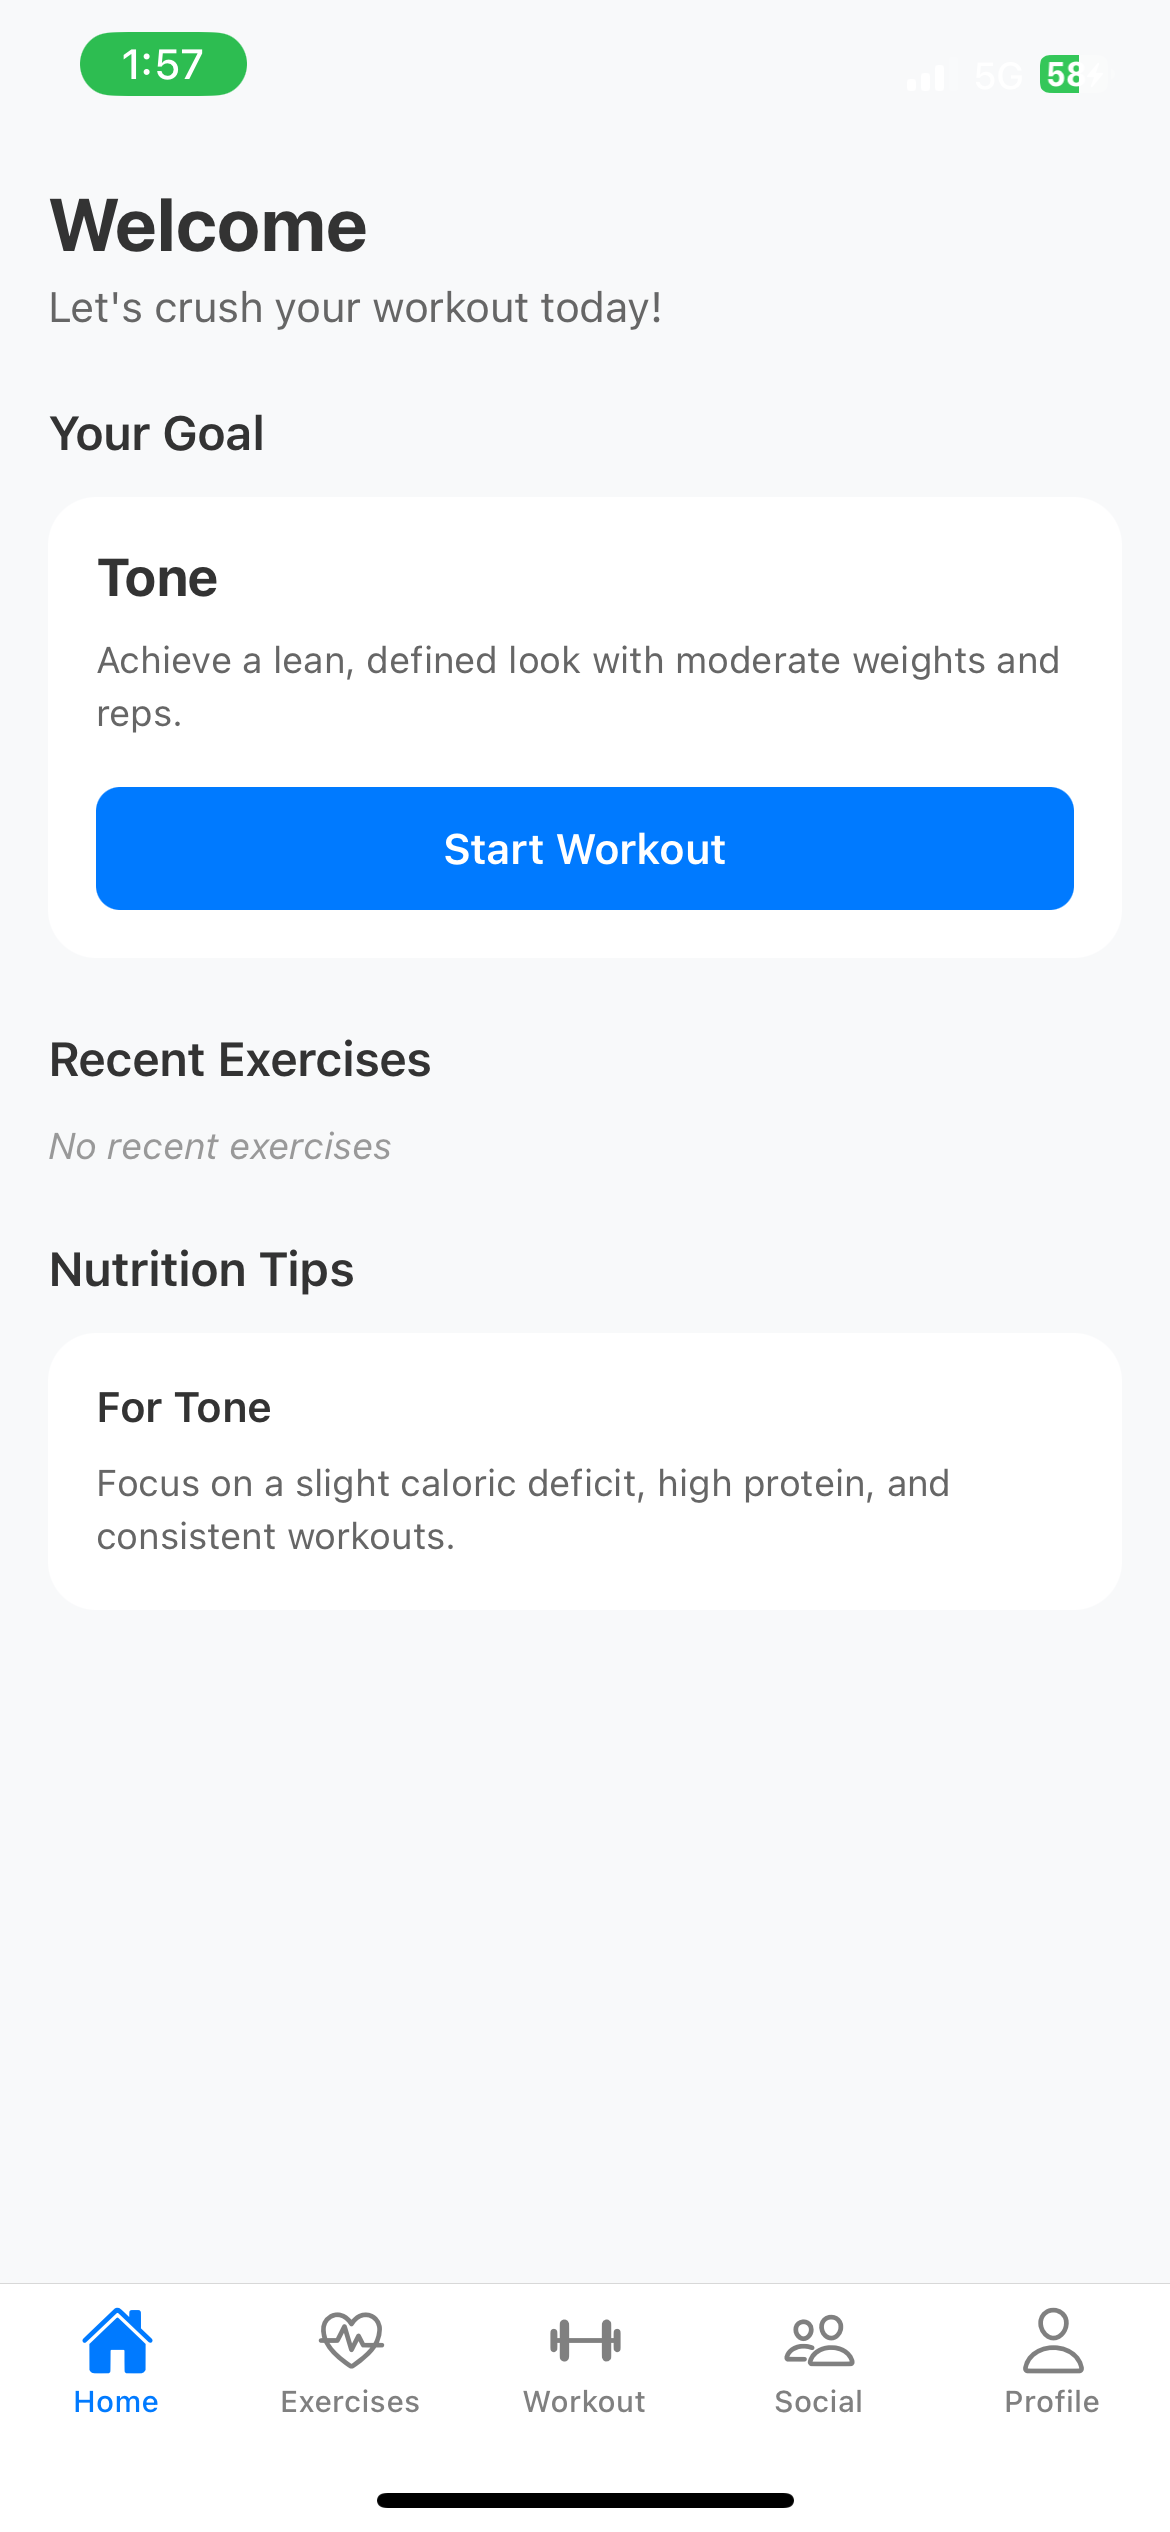 1:57
5G
58
Welcome
Let's crush your workout today!
Your Goal
Tone
Achieve a lean, defined look with moderate weights and
reps.
Start Workout
Recent Exercises
No recent exercises
Nutrition Tips
For Tone
Focus on a slight caloric deficit, high protein, and
consistent workouts.
Home
Exercises
Workout
Social
Profile